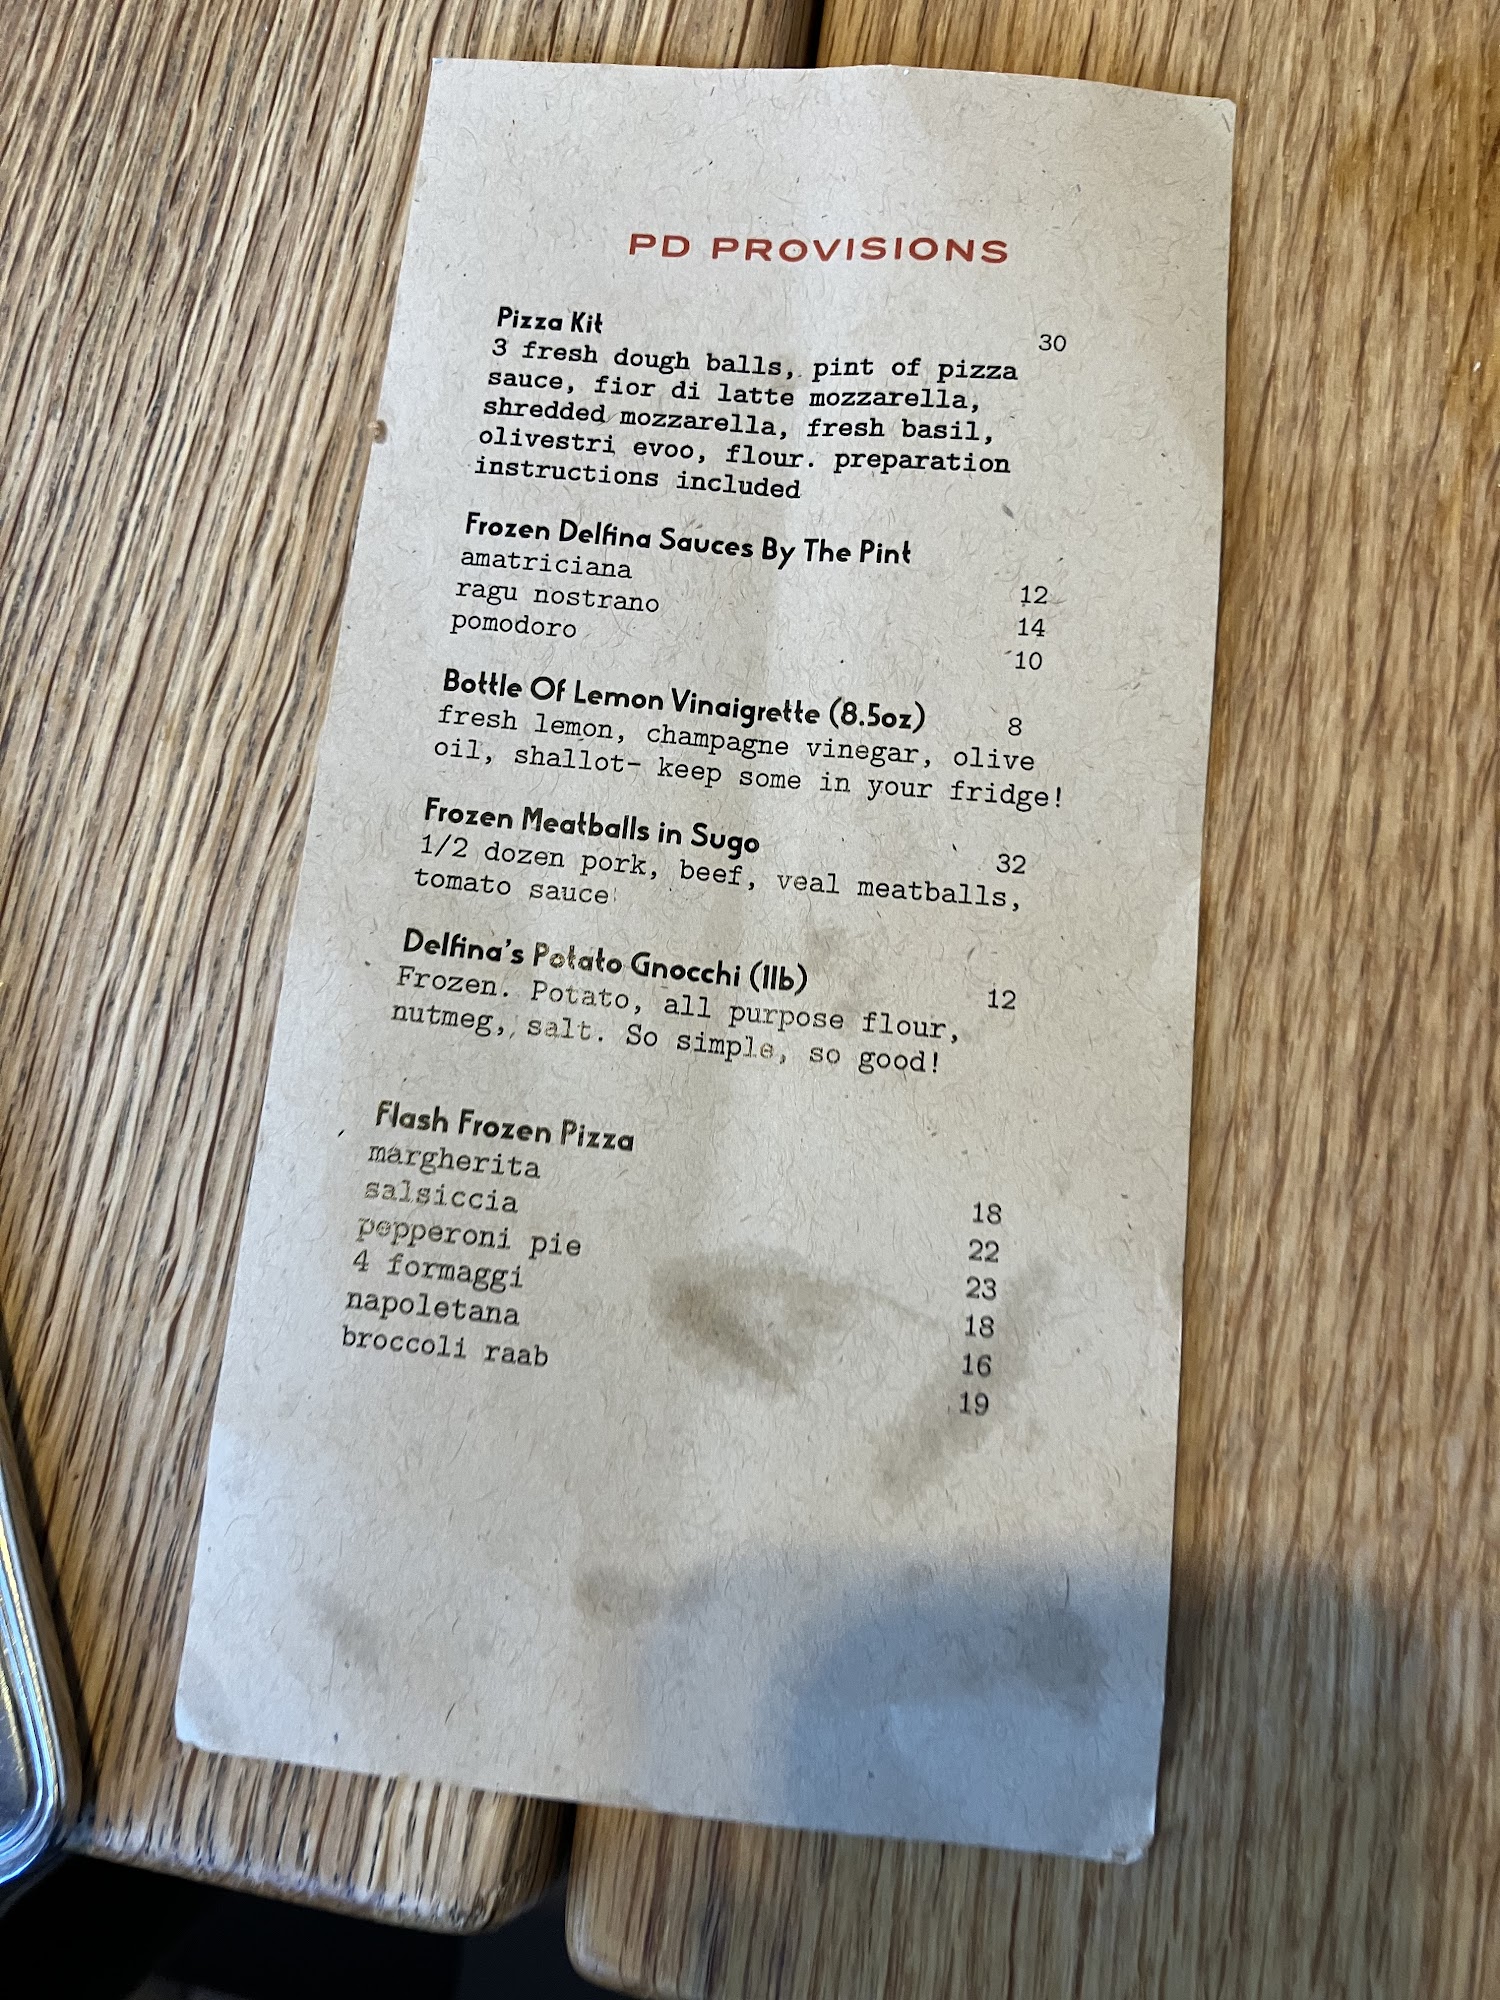 PD PROVISIONS
Pizza Kit 30
3 fresh dough balls, pint of pizza
sauce, fior di latte mozzarella,
shredded mozzarella, fresh basil,
olivestri evoo, flour. preparation
instructions included
Frozen Delfina Sauces By The Pint
amatriciana 12
ragu nostrano 14
pomodoro 10
Bottle Of Lemon Vinaigrette (8.5oz) 8
fresh lemon, champagne vinegar, olive
oil, shallot- keep some in your fridge!
Frozen Meatballs in Sugo 32
1/2 dozen pork, beef, veal meatballs,
tomato sauce
Delfina's Potato Gnocchi (1lb) 12
Frozen. Potato, all purpose flour,
nutmeg, salt. So simple, so good!
Flash Frozen Pizza
margherita 18
salsiccia 22
pepperoni pie 23
4 formaggi 18
napoletana 16
broccoli raab 19